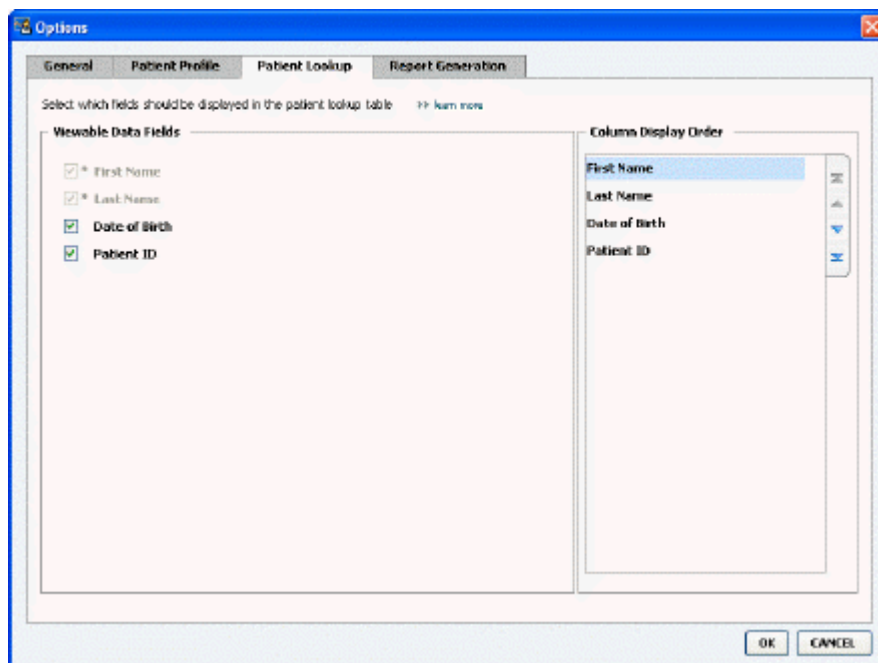 Options
General Patient Profile Patient Lookup Report Generation
Select which fields should be displayed in the patient lookup table >> learn more
Viewable Data Fields
* First Name
* Last Name
Date of Birth
Patient ID
Column Display Order
First Name
Last Name
Date of Birth
Patient ID
OK CANCEL